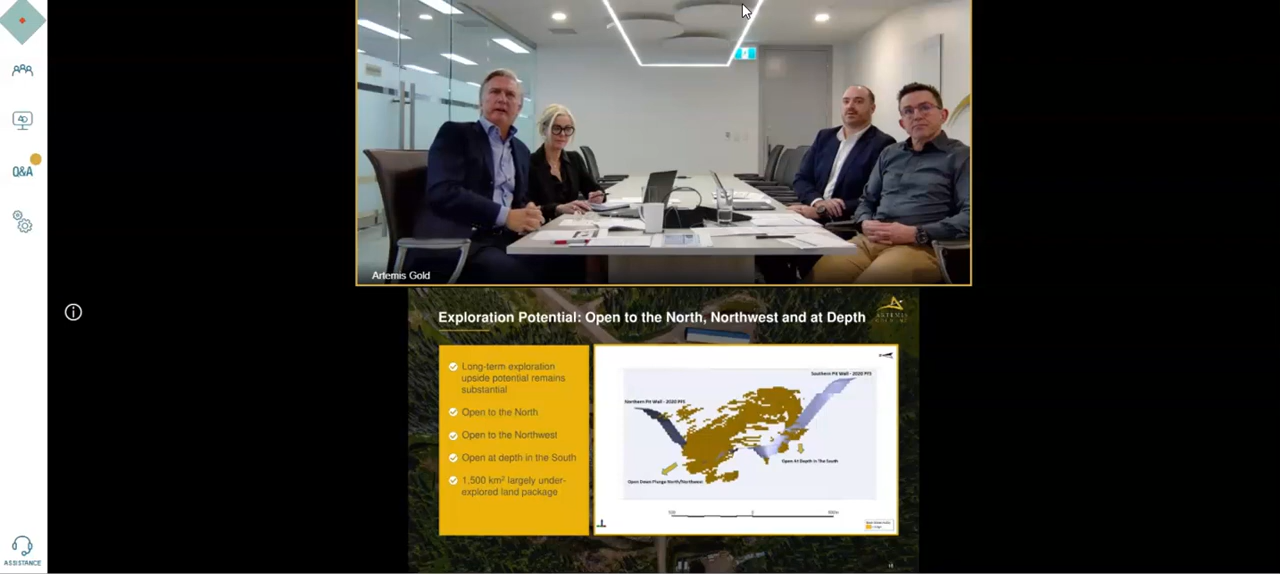 Q&A
ASSISTANCE
Artemis Gold
Exploration Potential: Open to the North, Northwest and at Depth
ARTEMIS
Long-term exploration
upside potential remains
substantial
Open to the North
Open to the Northwest
Open at depth in the South
1,500 km² largely under-
explored land package
Southern Pit Wall - 2020 PFS
Northern Pit Wall - 2020 PFS
Open At Depth In The South
Open Down Plunge North/Northwest